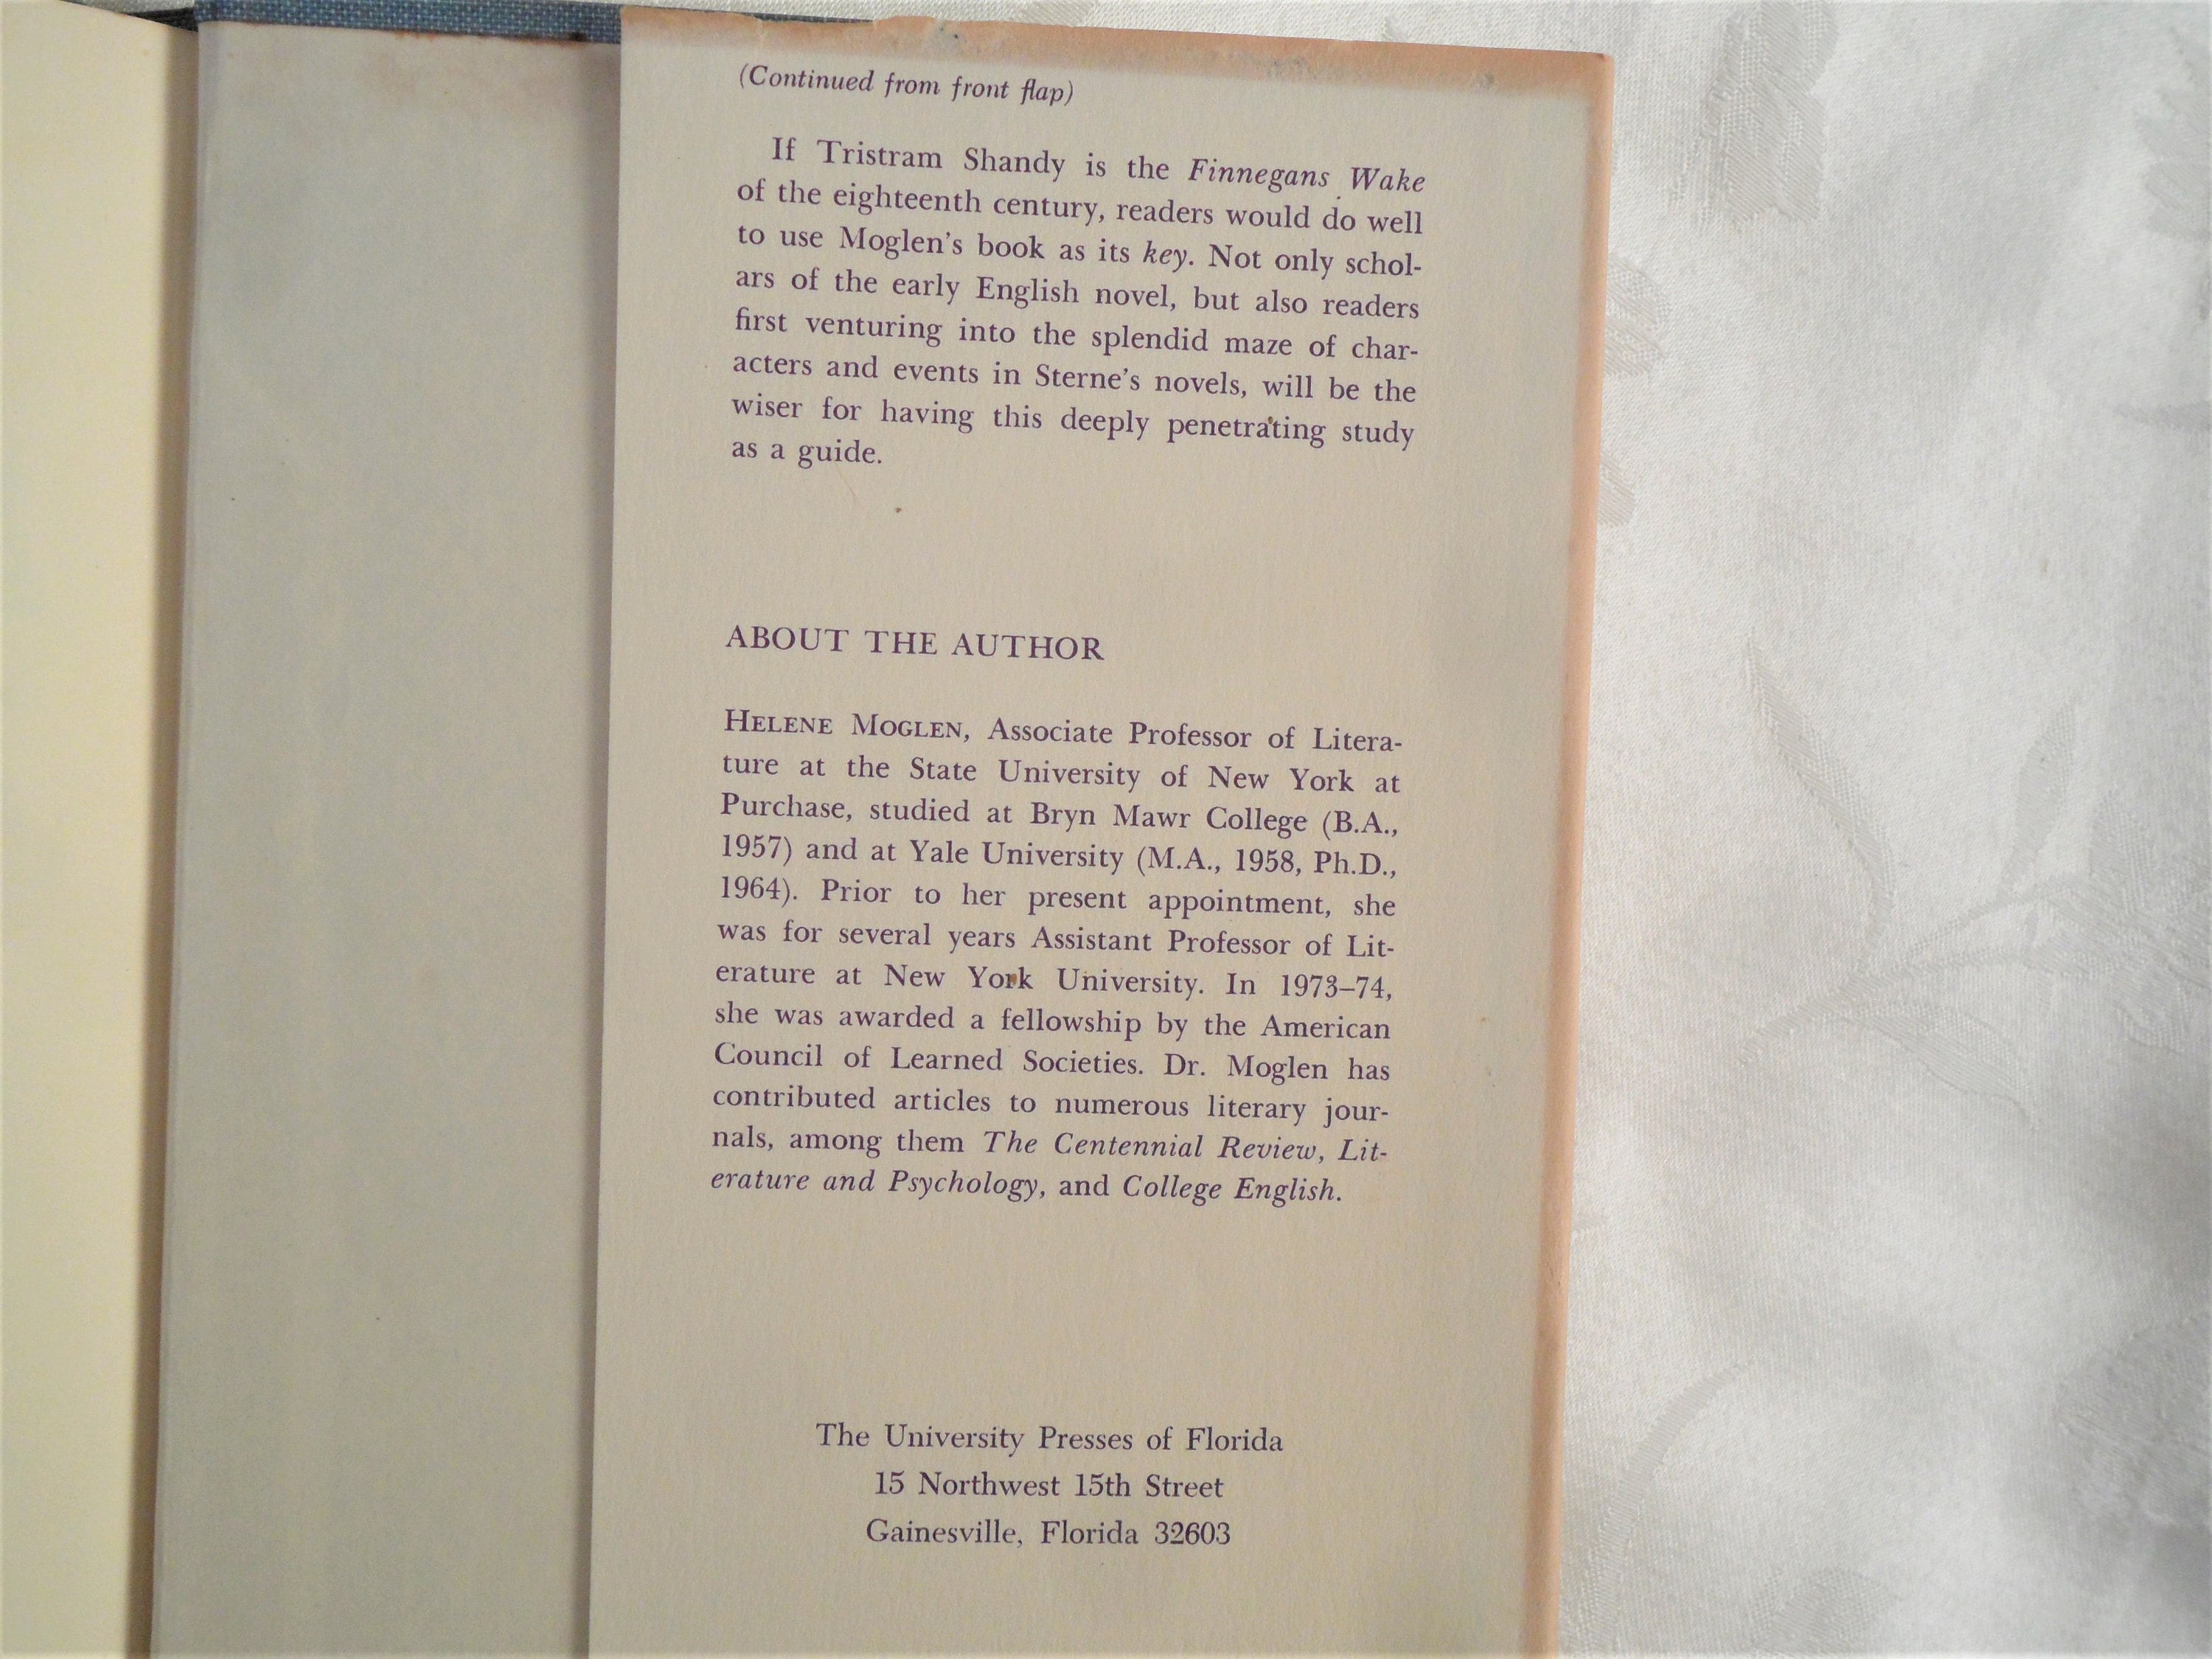 (Continued from front flap)
If Tristram Shandy is the Finnegans Wake
of the eighteenth century, readers would do well
to use Moglen's book as its key. Not only schol-
ars of the early English novel, but also readers
first venturing into the splendid maze of char-
acters and events in Sterne's novels, will be the
wiser for having this deeply penetrating study
as a guide.
ABOUT THE AUTHOR
HELENE MOGLEN, Associate Professor of Litera-
ture at the State University of New York at
Purchase, studied at Bryn Mawr College (B.A.,
1957) and at Yale University (M.A., 1958, Ph.D.,
1964). Prior to her present appointment, she
was for several years Assistant Professor of Lit-
erature at New York University. In 1973–74,
she was awarded a fellowship by the American
Council of Learned Societies. Dr. Moglen has
contributed articles to numerous literary jour-
nals, among them The Centennial Review, Lit-
erature and Psychology, and College English.
The University Presses of Florida
15 Northwest 15th Street
Gainesville, Florida 32603